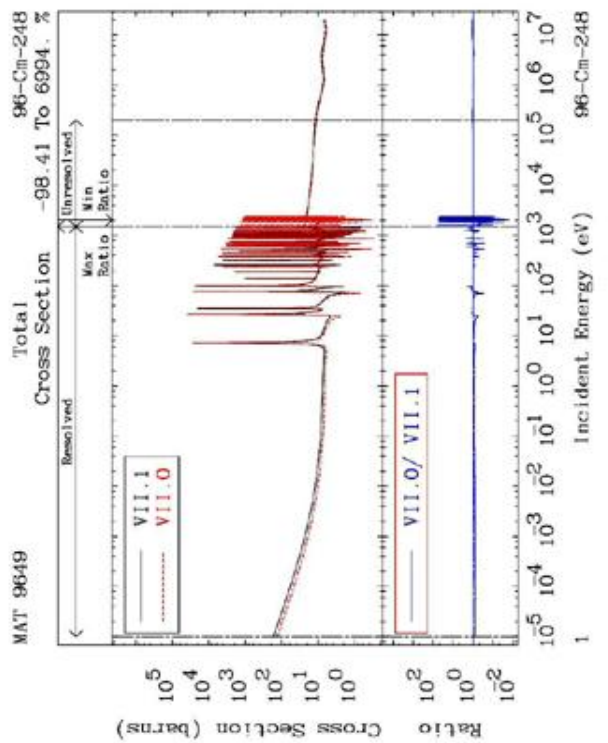 MAT 9649
Total
Cross Section
96-Cm-248
-98.41 To 6994. %
Resolved
Unresolved
Max
Ratio
Min
Ratio
VII.1
VII.0
10^5
10^4
10^3
10^2
10^1
10^0
Cross Section (barns)
VII.0/ VII.1
10^2
10^0
10^-2
Ratio
10^-5
10^-4
10^-3
10^-2
10^-1
10^0
10^1
10^2
10^3
10^4
10^5
10^6
10^7
1
Incident Energy (eV)
96-Cm-248